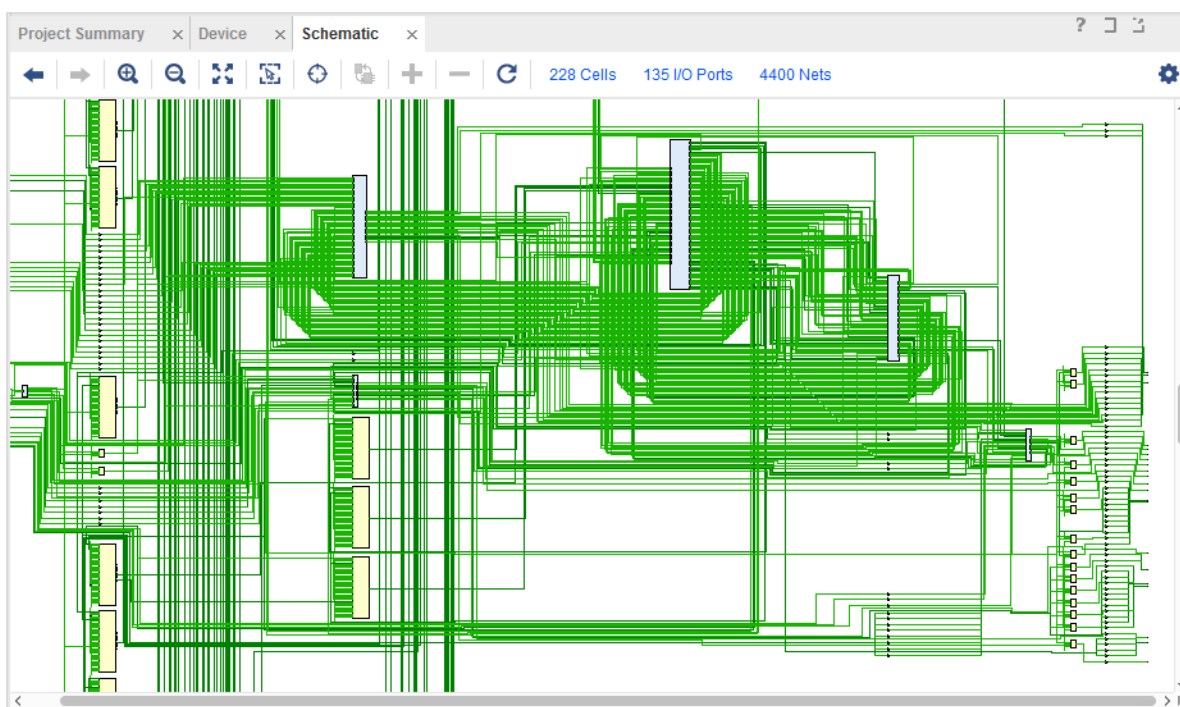 Project Summary × Device × Schematic × ?
228 Cells 135 I/O Ports 4400 Nets